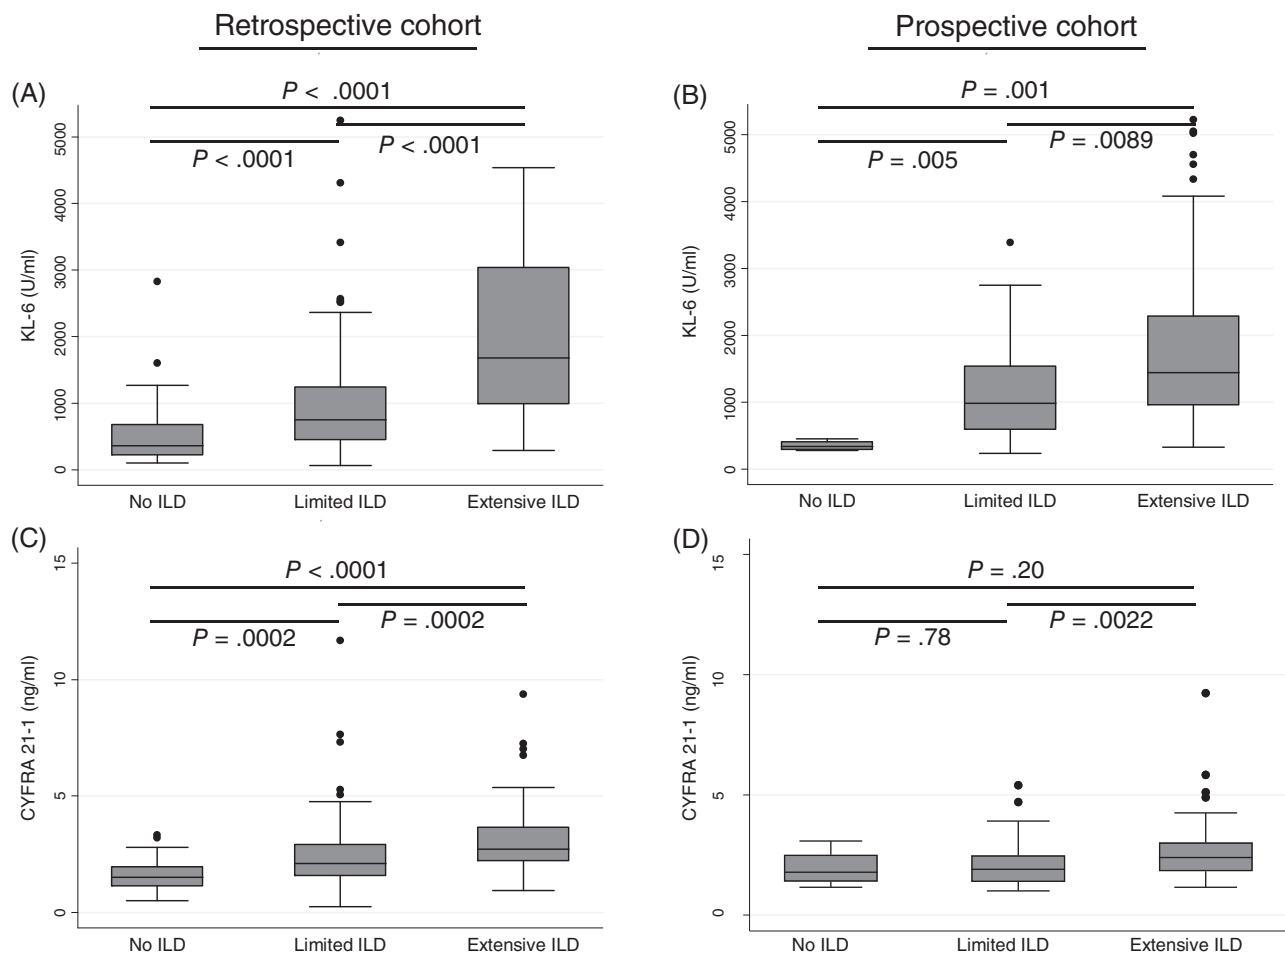 Retrospective cohort
Prospective cohort
(A)
P < .0001
P < .0001
P < .0001
KL-6 (U/ml)
5000
4000
3000
2000
1000
0
No ILD
Limited ILD
Extensive ILD
(B)
P = .001
P = .0089
P = .005
KL-6 (U/ml)
5000
4000
3000
2000
1000
0
No ILD
Limited ILD
Extensive ILD
(C)
P < .0001
P = .0002
P = .0002
CYFRA 21-1 (ng/ml)
15
10
5
0
No ILD
Limited ILD
Extensive ILD
(D)
P = .20
P = .0022
P = .78
CYFRA 21-1 (ng/ml)
15
10
5
0
No ILD
Limited ILD
Extensive ILD